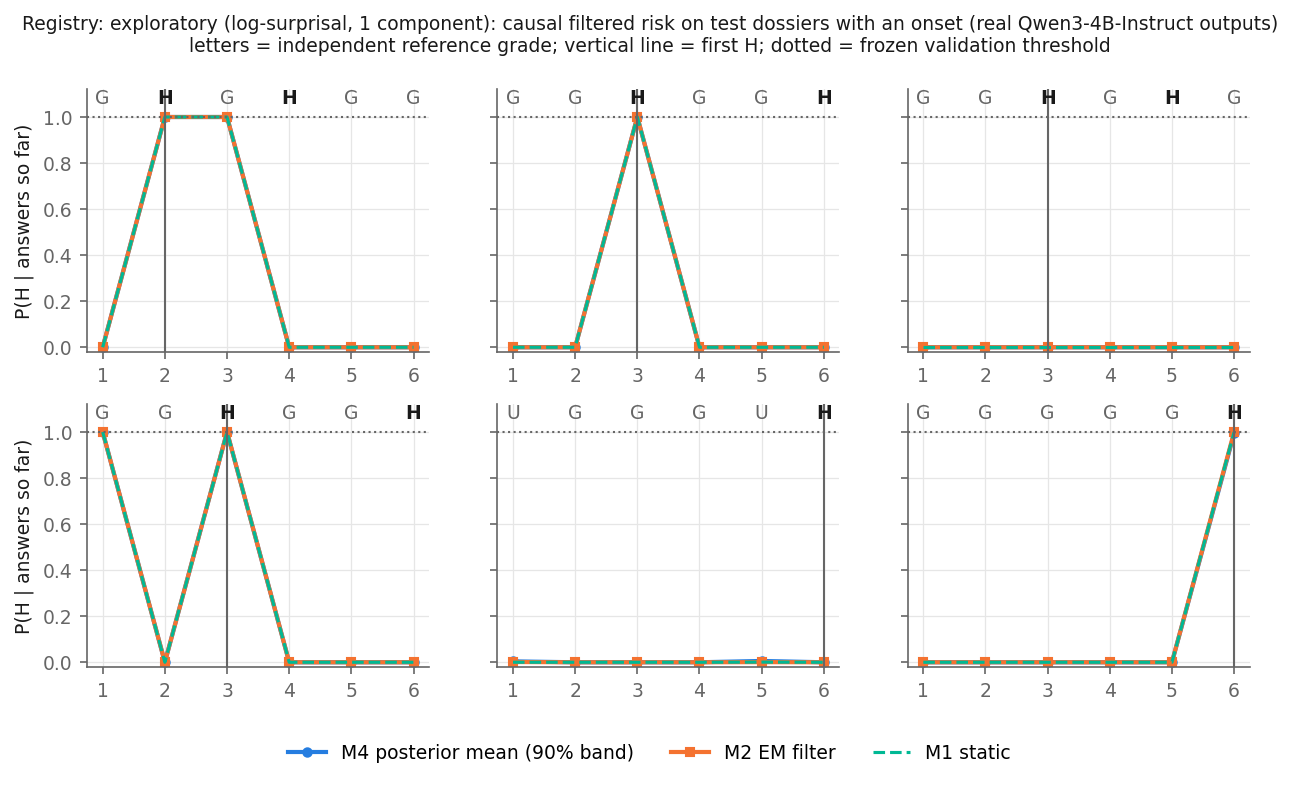 Registry: exploratory (log-surprisal, 1 component): causal filtered risk on test dossiers with an onset (real Qwen3-4B-Instruct outputs)
letters = independent reference grade; vertical line = first H; dotted = frozen validation threshold
G H G H G G
G G H G G H
G G H G H G
P(H | answers so far)
1.0
0.8
0.6
0.4
0.2
0.0
1 2 3 4 5 6
1 2 3 4 5 6
1 2 3 4 5 6
G G H G G H
U G G G U H
G G G G G H
P(H | answers so far)
1.0
0.8
0.6
0.4
0.2
0.0
1 2 3 4 5 6
1 2 3 4 5 6
1 2 3 4 5 6
M4 posterior mean (90% band)
M2 EM filter
M1 static